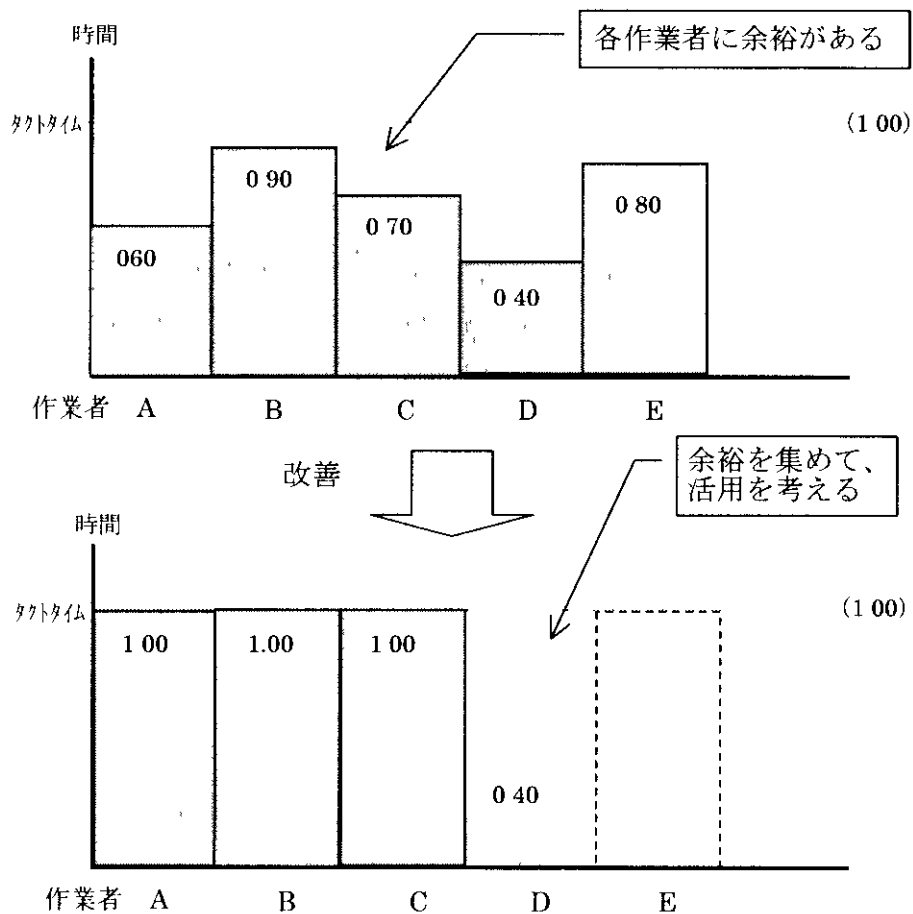 時間
各作業者に余裕がある
タクトタイム
(1 00)
0 90
0 80
0 70
060
0 40
作業者 A B C D E
改善
余裕を集めて、
活用を考える
時間
タクトタイム
(1 00)
1 00 1.00 1 00
0 40
作業者 A B C D E